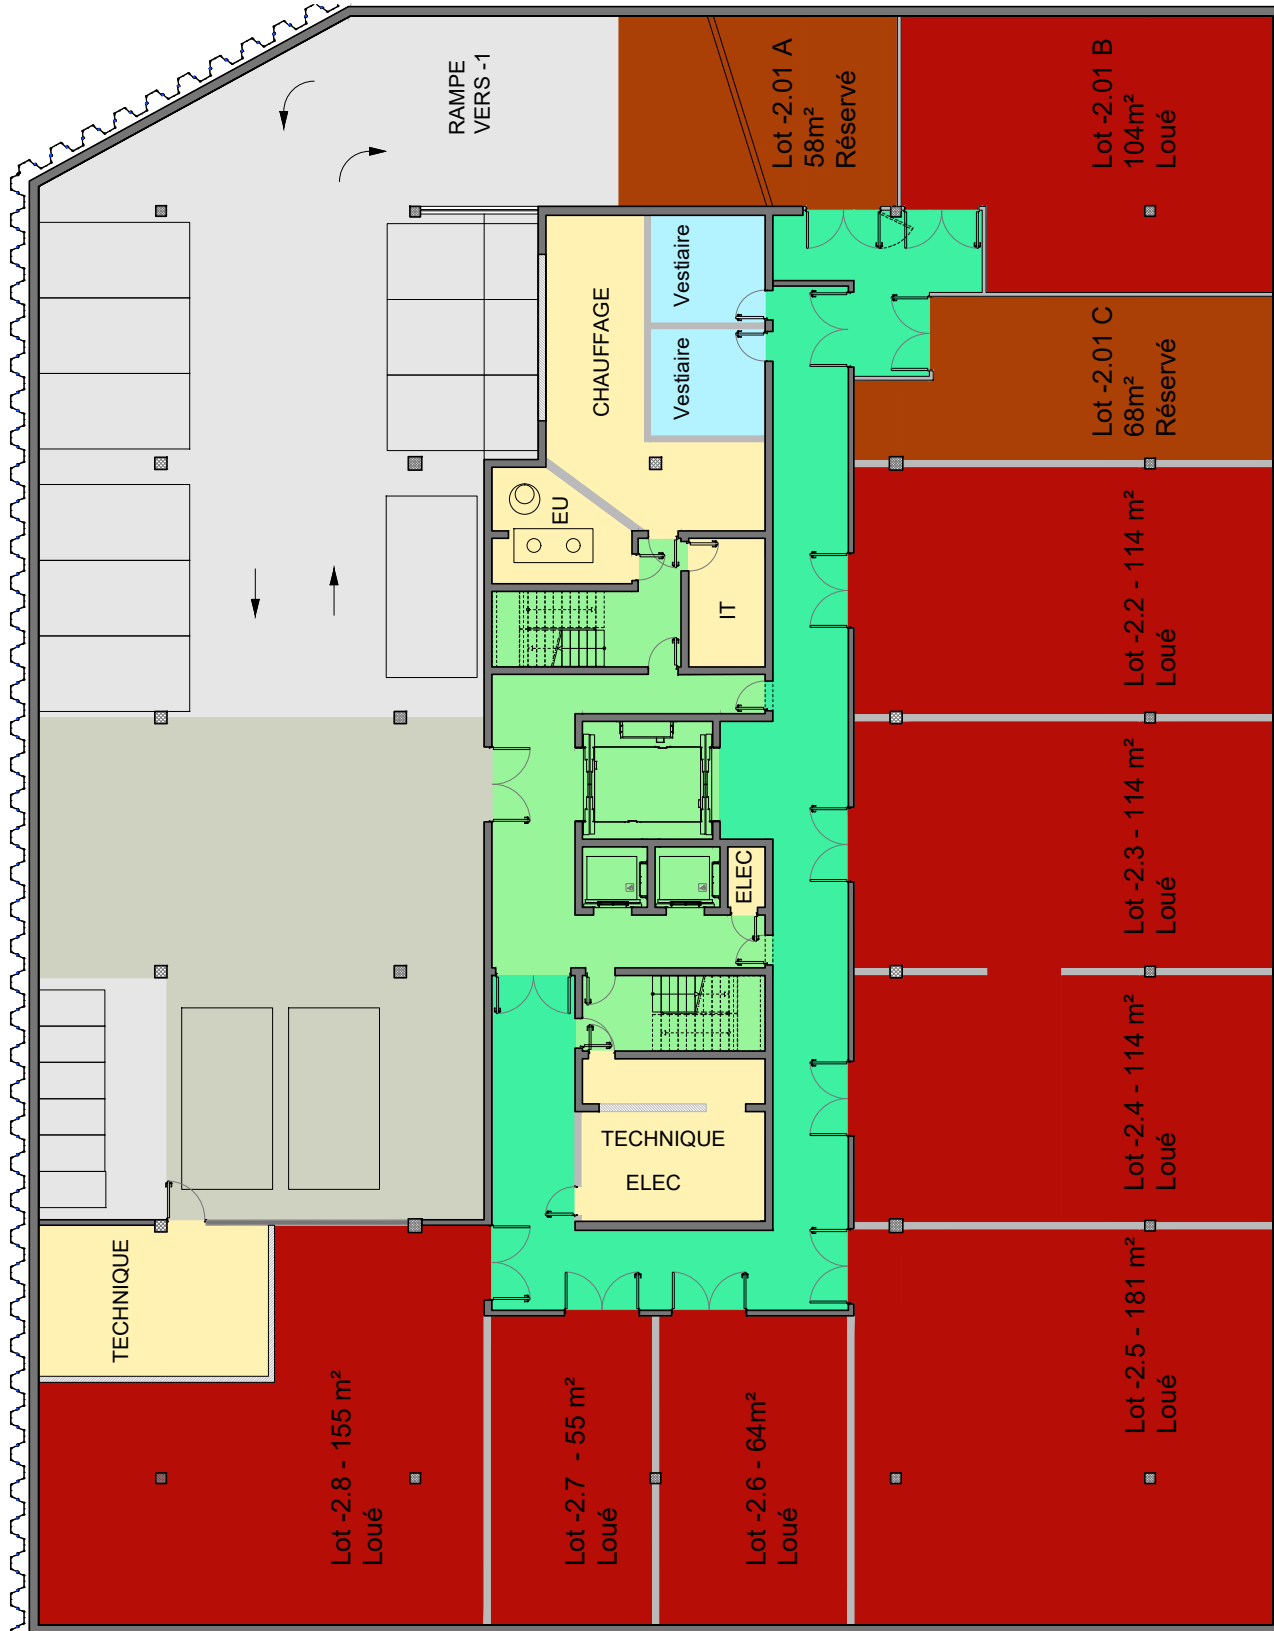 RAMPE
VERS -1
Lot -2.01 A
58m²
Réservé
Lot -2.01 B
104m²
Loué
CHAUFFAGE
Vestiaire
Vestiaire
Lot -2.01 C
68m²
Réservé
EU
IT
Lot -2.2 - 114 m²
Loué
Lot -2.3 - 114 m²
Loué
ELEC
Lot -2.4 - 114 m²
Loué
TECHNIQUE
ELEC
TECHNIQUE
Lot -2.5 - 181 m²
Loué
Lot -2.8 - 155 m²
Loué
Lot -2.7 - 55 m²
Loué
Lot -2.6 - 64m²
Loué